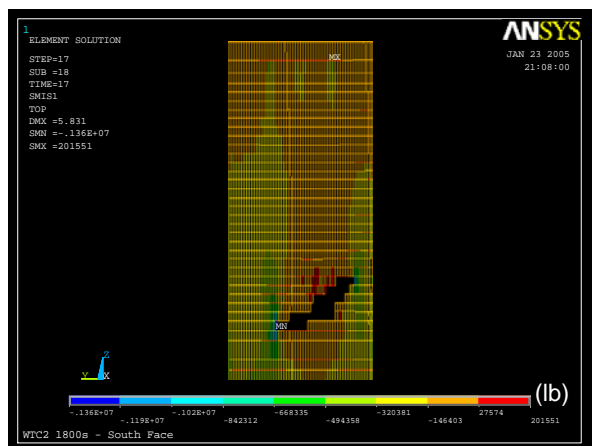 1
ANSYS
ELEMENT SOLUTION
JAN 23 2005
21:08:00
STEP=17
SUB =18
TIME=17
SMIS1
TOP
DMX =5.831
SMN =-.136E+07
SMX =201551
MX
MN
Z
Y X
(lb)
-.136E+07 -.102E+07 -668335 -320381 27574
-.119E+07 -842312 -494358 -146403 201551
WTC2 1800s - South Face